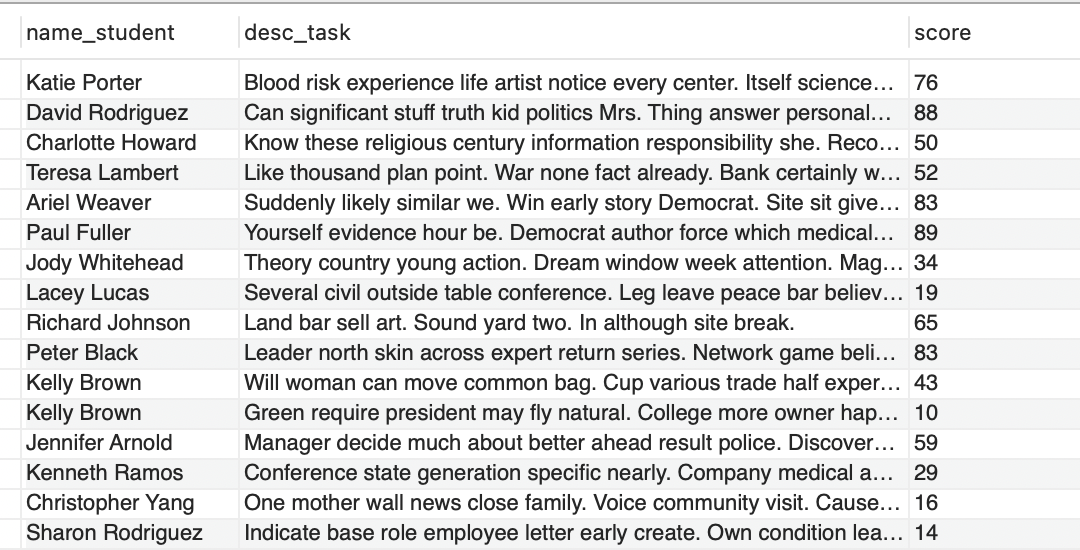 name_student desc_task score
Katie Porter Blood risk experience life artist notice every center. Itself science... 76
David Rodriguez Can significant stuff truth kid politics Mrs. Thing answer personal... 88
Charlotte Howard Know these religious century information responsibility she. Reco... 50
Teresa Lambert Like thousand plan point. War none fact already. Bank certainly w... 52
Ariel Weaver Suddenly likely similar we. Win early story Democrat. Site sit give... 83
Paul Fuller Yourself evidence hour be. Democrat author force which medical... 89
Jody Whitehead Theory country young action. Dream window week attention. Mag... 34
Lacey Lucas Several civil outside table conference. Leg leave peace bar believ... 19
Richard Johnson Land bar sell art. Sound yard two. In although site break. 65
Peter Black Leader north skin across expert return series. Network game beli... 83
Kelly Brown Will woman can move common bag. Cup various trade half exper... 43
Kelly Brown Green require president may fly natural. College more owner hap... 10
Jennifer Arnold Manager decide much about better ahead result police. Discover... 59
Kenneth Ramos Conference state generation specific nearly. Company medical a... 29
Christopher Yang One mother wall news close family. Voice community visit. Cause... 16
Sharon Rodriguez Indicate base role employee letter early create. Own condition lea... 14